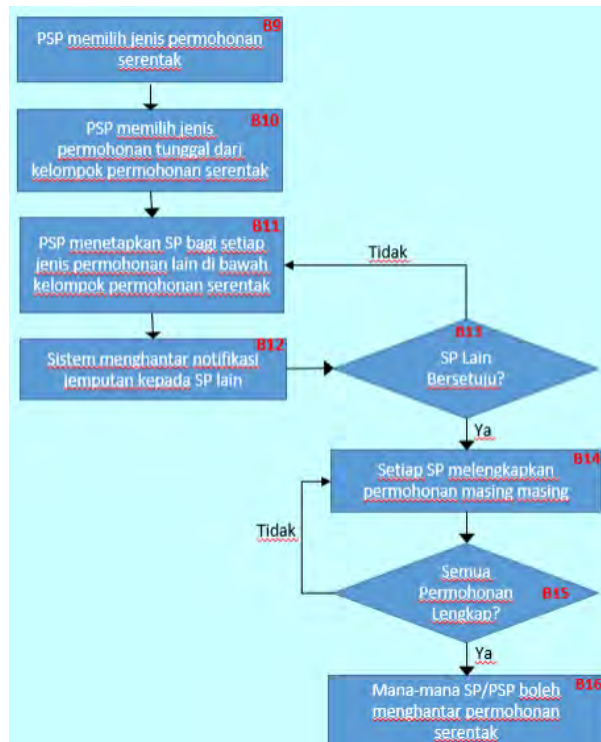 B9
PSP memilih jenis permohonan
serentak
B10
PSP memilih jenis
permohonan tunggal dari
kelompok permohonan serentak
B11
PSP menetapkan SP bagi setiap
jenis permohonan lain di bawah
kelompok permohonan serentak
Tidak
B12
Sistem menghantar notifikasi
jemputan kepada SP lain
B13
SP Lain
Bersetuju?
Ya
B14
Setiap SP melengkapkan
permohonan masing masing
Tidak
Semua
Permohonan
Lengkap?
B15
Ya
B16
Mana-mana SP/PSP boleh
menghantar permohonan
serentak